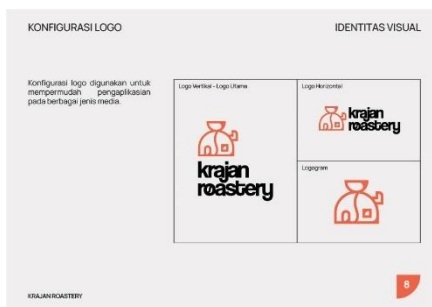 KONFIGURASI LOGO
IDENTITAS VISUAL
Konfigurasi logo digunakan untuk
mempermudah pengaplikasian
pada berbagai jenis media.
Logo Vertikal - Logo Utama
krajan
roastery
Logo Horizontal
krajan
roastery
Logogram
KRAJAN ROASTERY
8